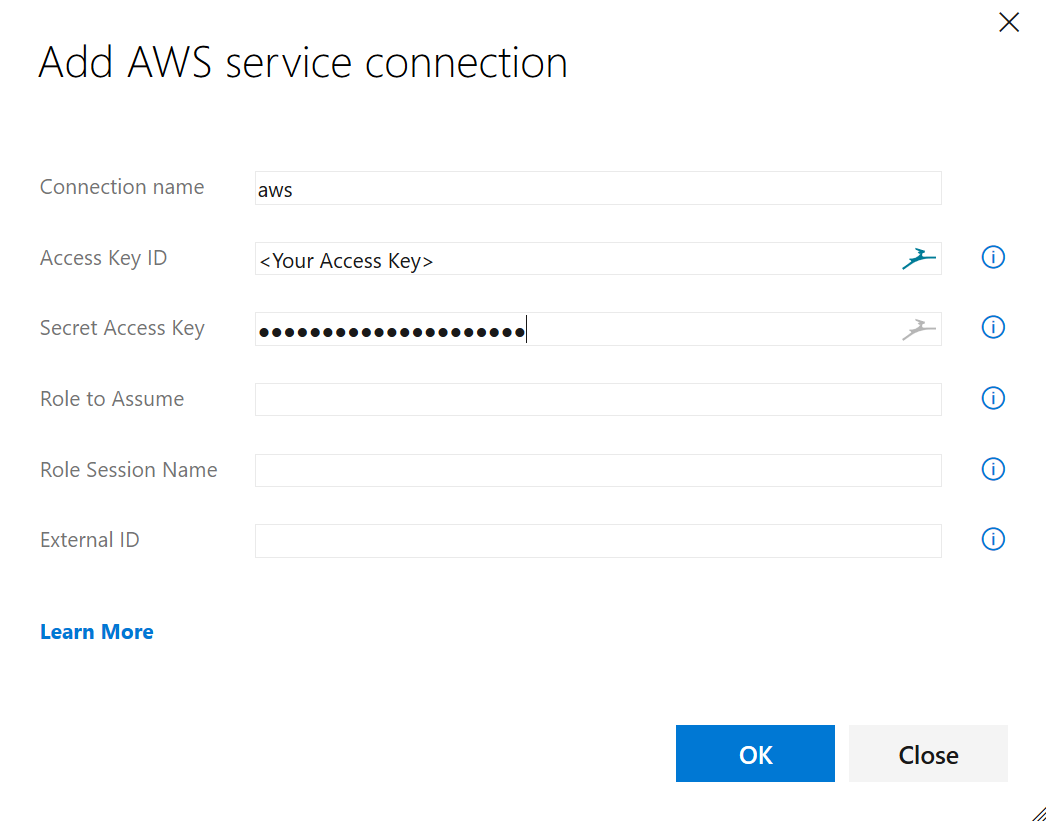 Add AWS service connection
Connection name
aws
Access Key ID
<Your Access Key>
Secret Access Key
●●●●●●●●●●●●●●●●●●●●●
Role to Assume
Role Session Name
External ID
Learn More
OK
Close